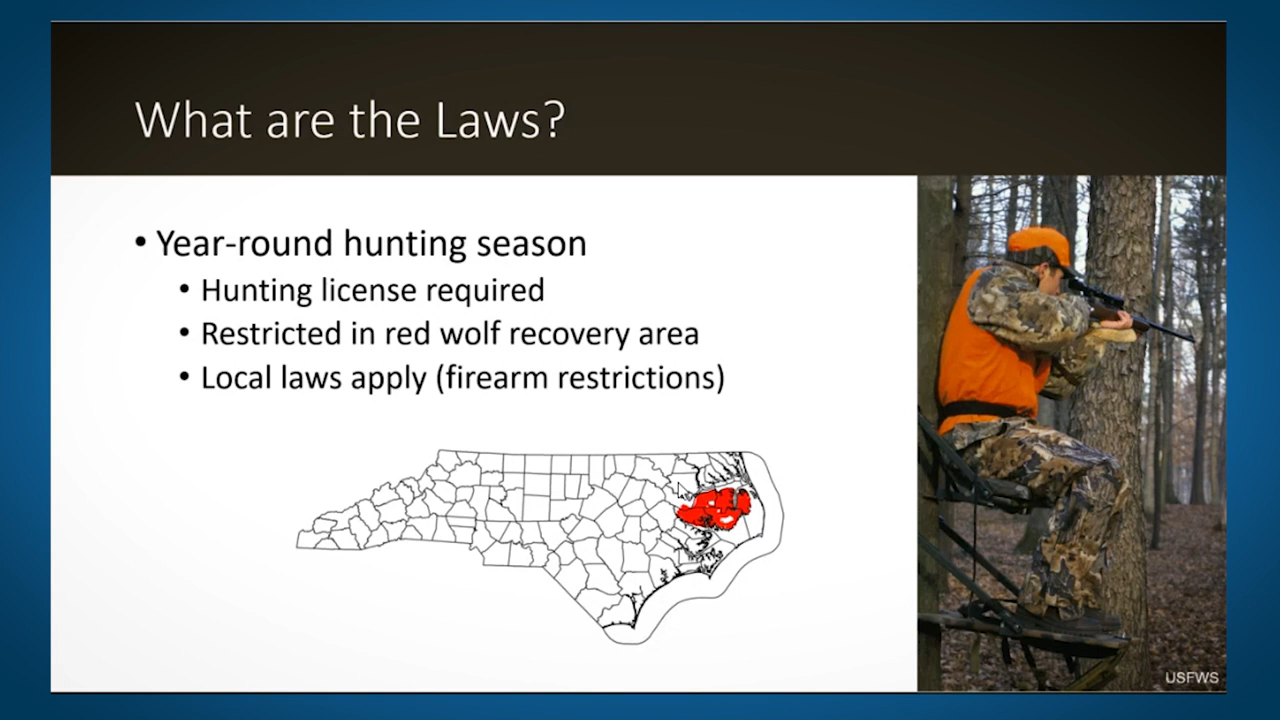 What are the Laws?
• Year-round hunting season
• Hunting license required
• Restricted in red wolf recovery area
• Local laws apply (firearm restrictions)
USFWS